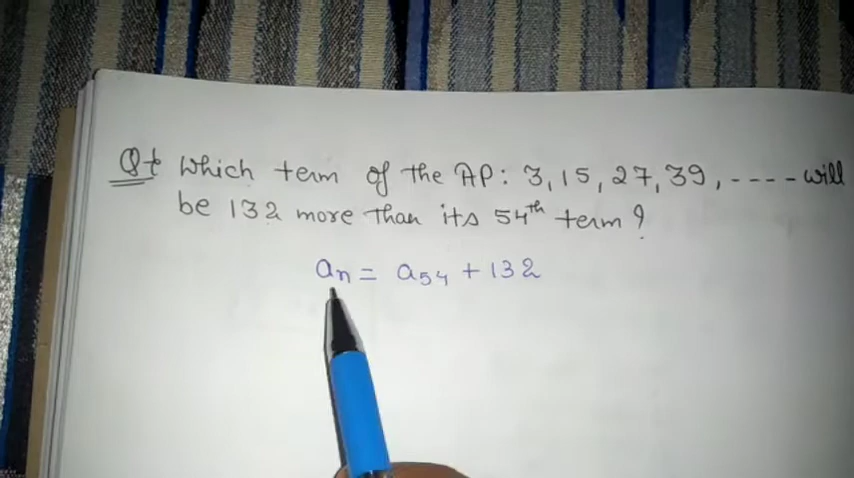 Q† Which term of the AP: 3, 15, 27, 39, ---- will
be 132 more than its 54th term ?
an = a54 + 132